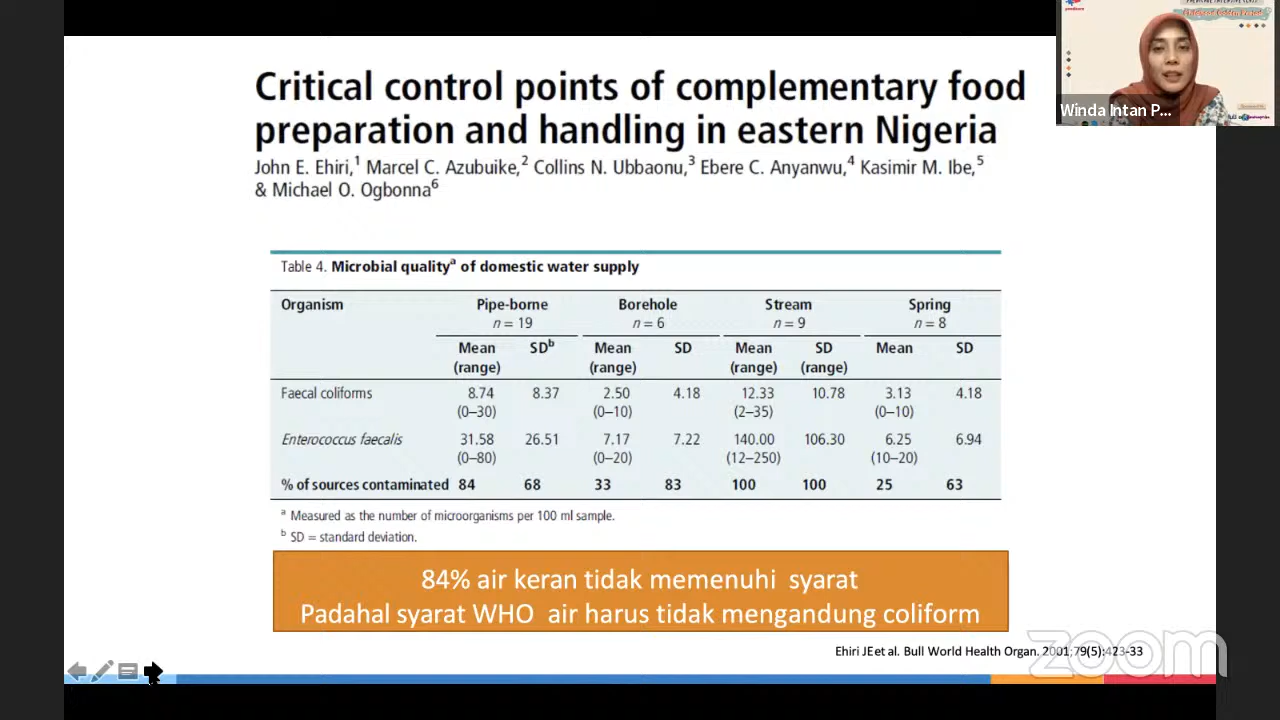 Critical control points of complementary food
preparation and handling in eastern Nigeria
John E. Ehiri,1 Marcel C. Azubuike,2 Collins N. Ubbaonu,3 Ebere C. Anyanwu,4 Kasimir M. Ibe,5
& Michael O. Ogbonna6
Winda Intan P...
Table 4. Microbial qualitya of domestic water supply
Organism Pipe-borne Borehole Stream Spring
n = 19 n = 6 n = 9 n = 8
Mean SDb Mean SD Mean SD Mean SD
(range) (range) (range) (range)
Faecal coliforms 8.74 8.37 2.50 4.18 12.33 10.78 3.13 4.18
(0–30) (0–10) (2–35) (0–10)
Enterococcus faecalis 31.58 26.51 7.17 7.22 140.00 106.30 6.25 6.94
(0–80) (0–20) (12–250) (10–20)
% of sources contaminated 84 68 33 83 100 100 25 63
a Measured as the number of microorganisms per 100 ml sample.
b SD = standard deviation.
84% air keran tidak memenuhi syarat
Padahal syarat WHO air harus tidak mengandung coliform
Ehiri JE et al. Bull World Health Organ. 2001;79(5):423-33
zoom